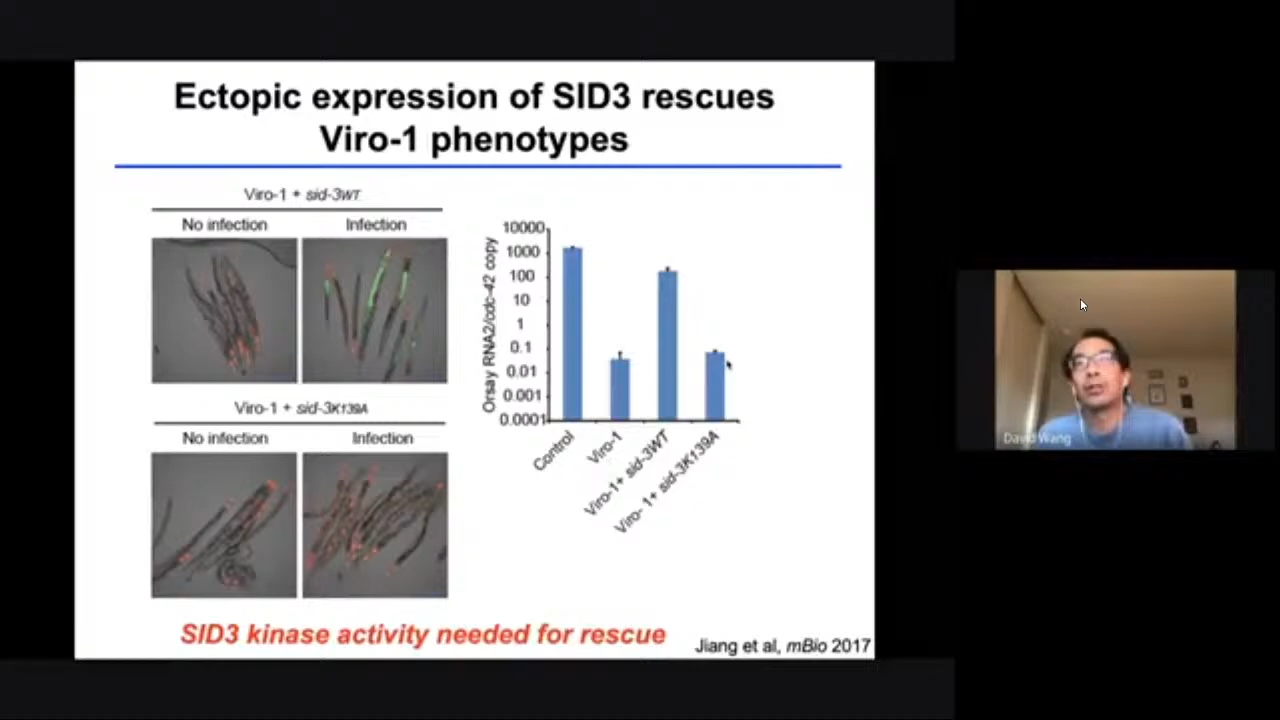 Ectopic expression of SID3 rescues
Viro-1 phenotypes
Viro-1 + sid-3WT
No infection
Infection
Viro-1 + sid-3K139A
No infection
Infection
Orsay RNA2/cdc-42 copy
10000
1000
100
10
1
0.1
0.01
0.001
0.0001
Control
Viro-1
Viro-1+ sid-3WT
Viro- 1+ sid-3K139A
SID3 kinase activity needed for rescue
Jiang et al, mBio 2017
David Wang